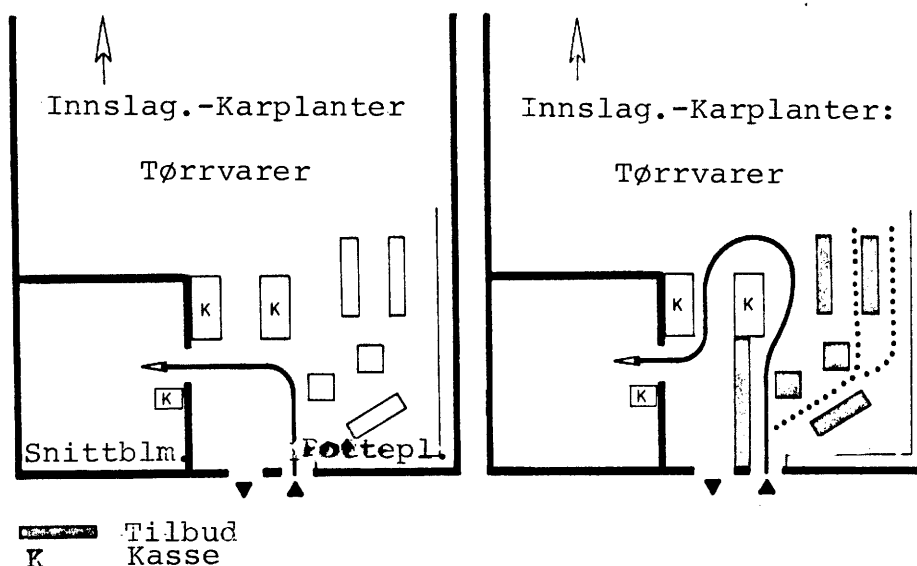 Innslag.-Karplanter
Tørrvarer
K
K
K
Snittblm.
Pottepl.
Innslag.-Karplanter:
Tørrvarer
K
K
K
Tilbud
K Kasse